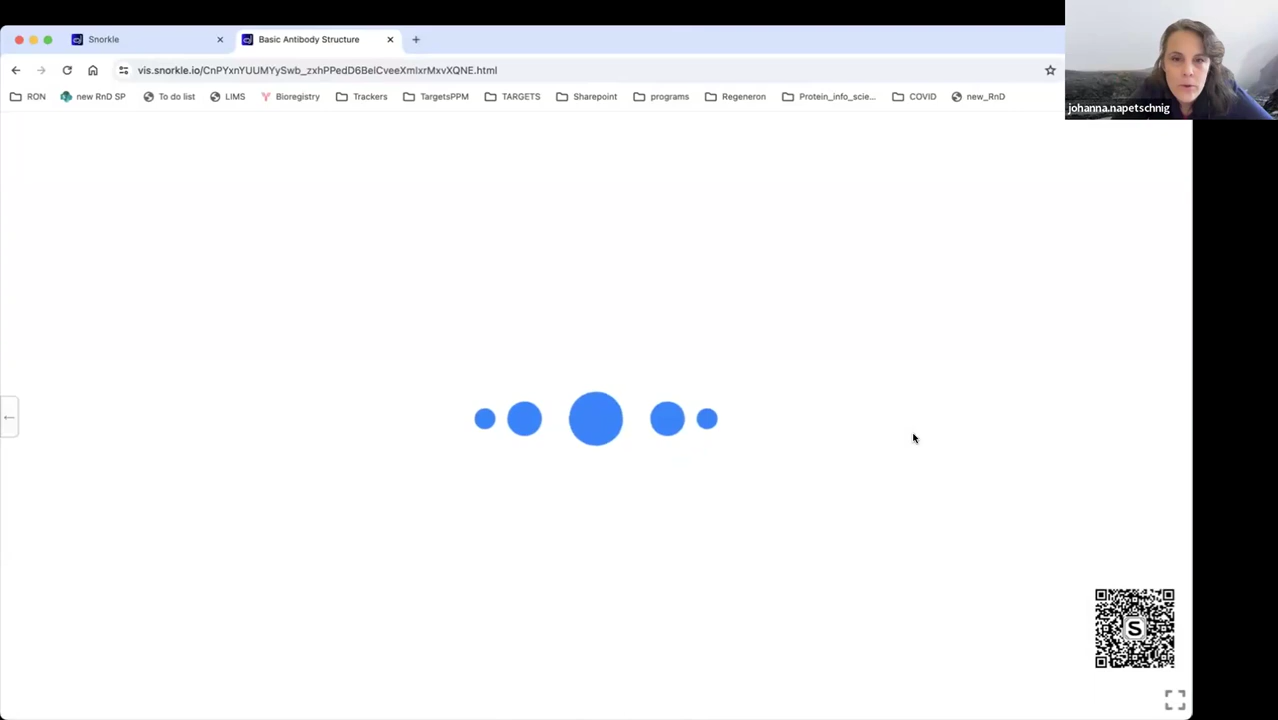 Snorkle
Basic Antibody Structure
vis.snorkle.io/CnPYxnYUUMYySwb_zxhPPedD6BelCveeXmlxrMxvXQNE.html
RON
new RnD SP
To do list
LIMS
Bioregistry
Trackers
TargetsPPM
TARGETS
Sharepoint
programs
Regeneron
Protein_info_scie...
COVID
new_RnD
johanna.napetschnig
S